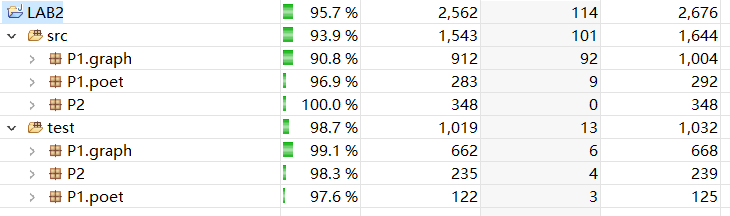 LAB2 95.7 % 2,562 114 2,676
src 93.9 % 1,543 101 1,644
P1.graph 90.8 % 912 92 1,004
P1.poet 96.9 % 283 9 292
P2 100.0 % 348 0 348
test 98.7 % 1,019 13 1,032
P1.graph 99.1 % 662 6 668
P2 98.3 % 235 4 239
P1.poet 97.6 % 122 3 125